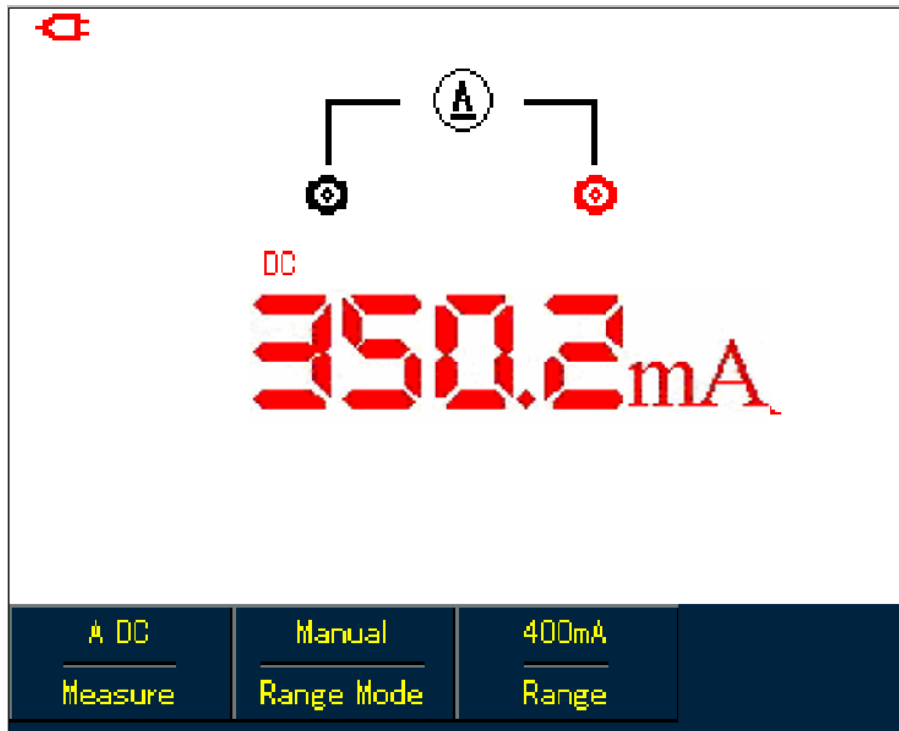 A
DC
350.2mA
A DC Manual 400mA
Measure Range Mode Range